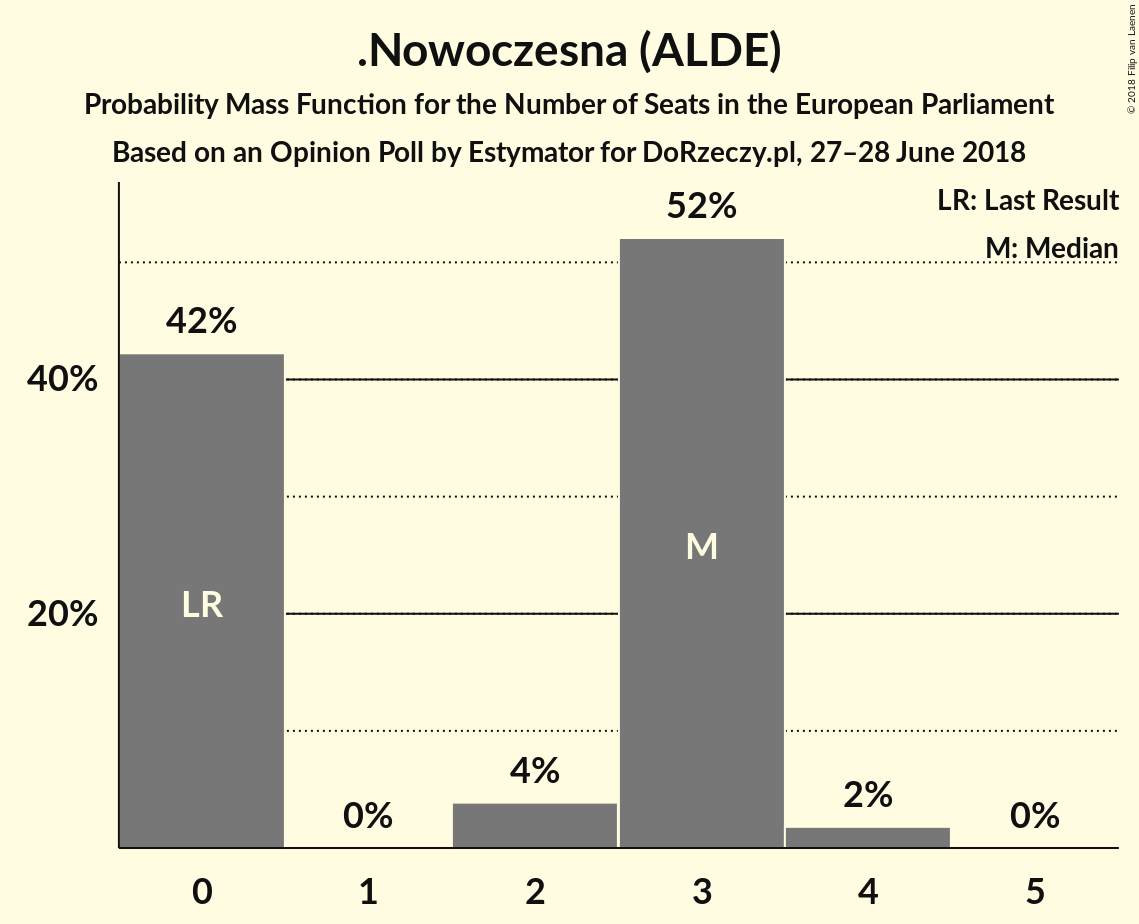 .Nowoczesna (ALDE)
Probability Mass Function for the Number of Seats in the European Parliament
Based on an Opinion Poll by Estymator for DoRzeczy.pl, 27–28 June 2018
© 2018 Filip van Laenen
LR: Last Result
M: Median
52%
42%
40%
M
LR
20%
4%
2%
0%
0%
0 1 2 3 4 5